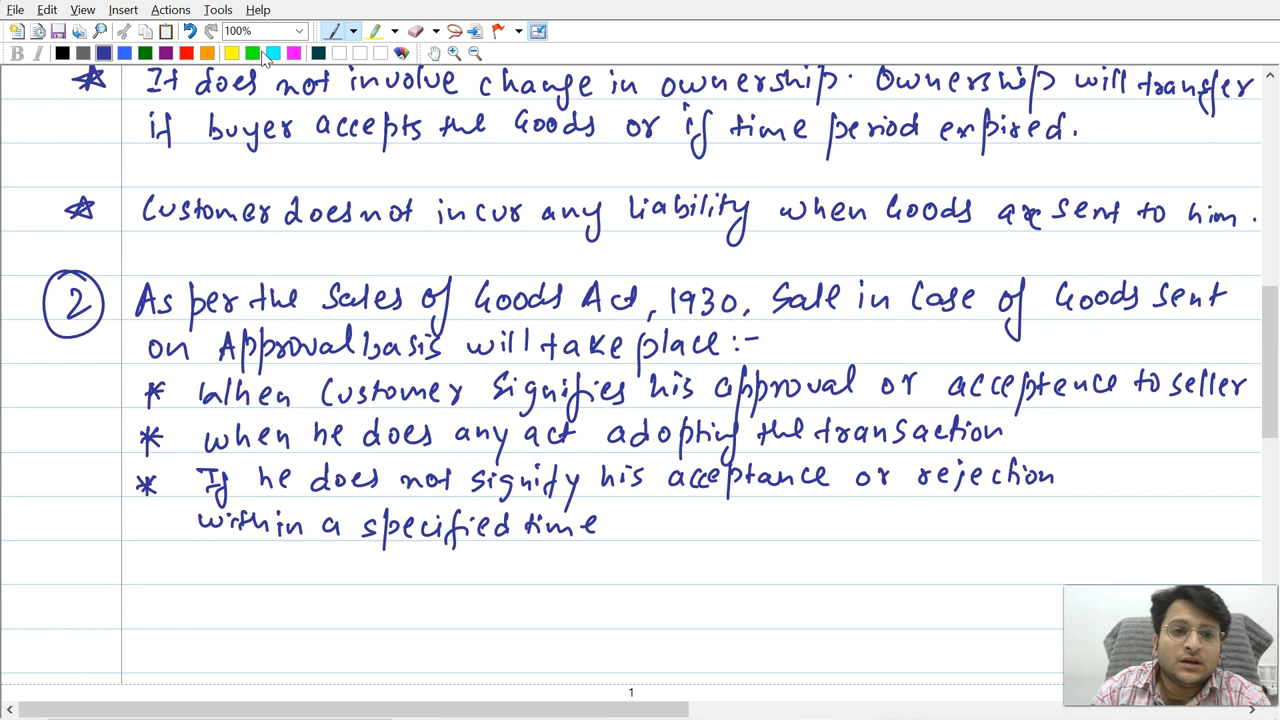 File Edit View Insert Actions Tools Help
100%
B I
It does not involve change in ownership. Ownership will transfer
if buyer accepts the Goods or if time period expired.
Customer does not incur any liability when Goods are sent to him.
2 As per the Sales of Goods Act, 1930, Sale in Case of Goods sent
on Approval basis will take place :-
* When Customer signifies his approval or acceptence to seller
* when he does any act adopting the transaction
* If he does not signify his acceptance or rejection
within a specified time
1